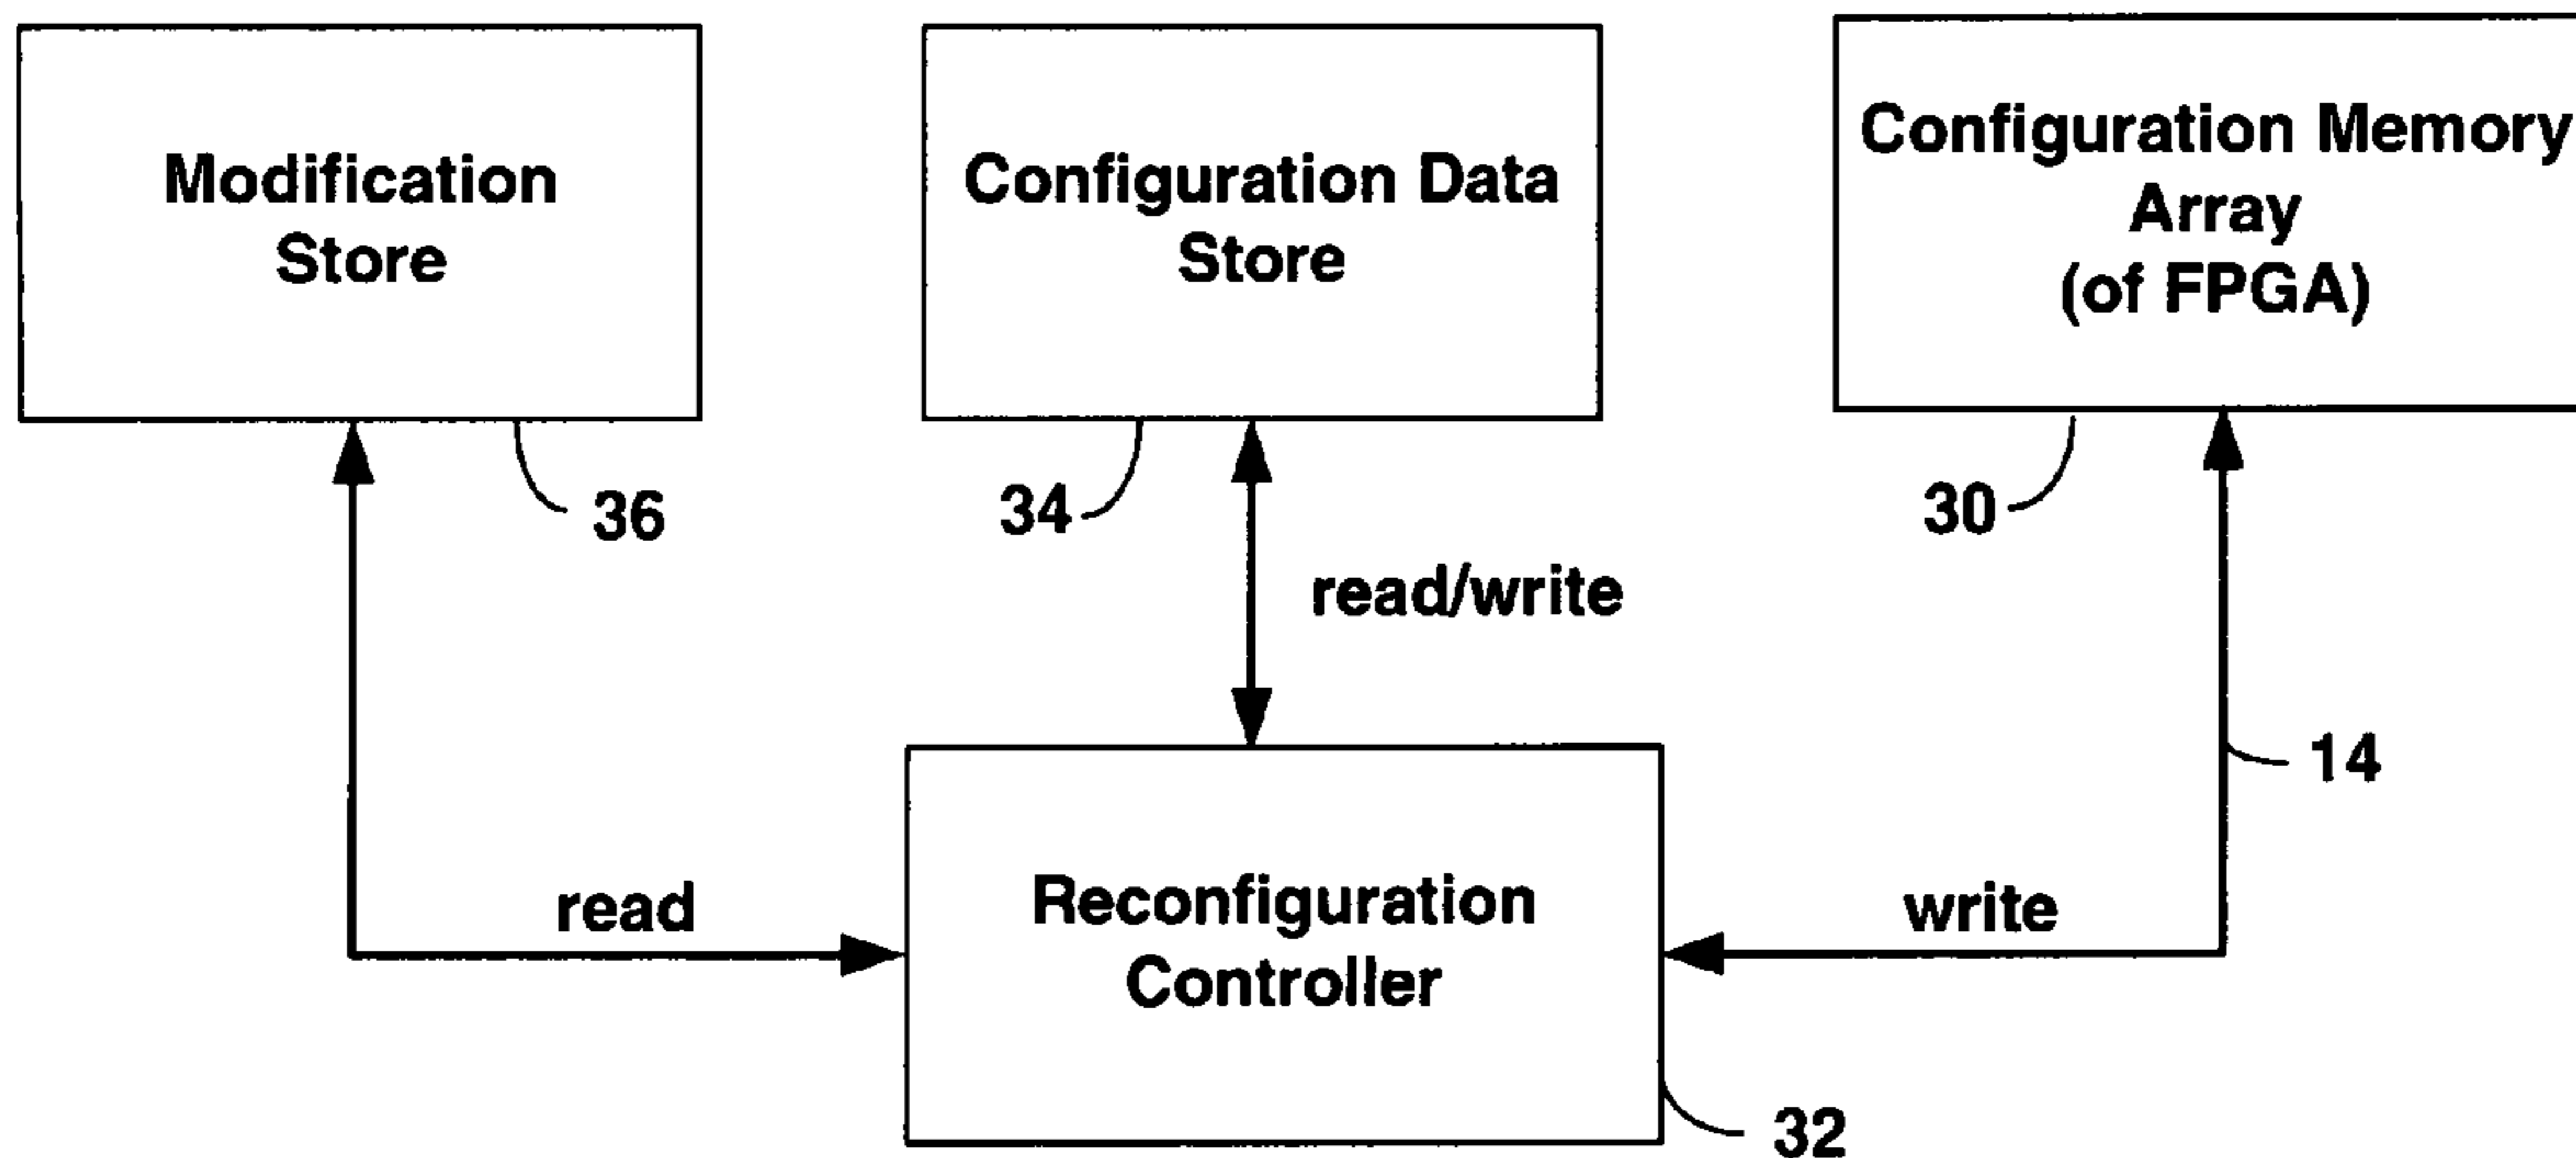 Modification
Store
Configuration Data
Store
Configuration Memory
Array
(of FPGA)
36
34
30
read/write
14
read
Reconfiguration
Controller
write
32